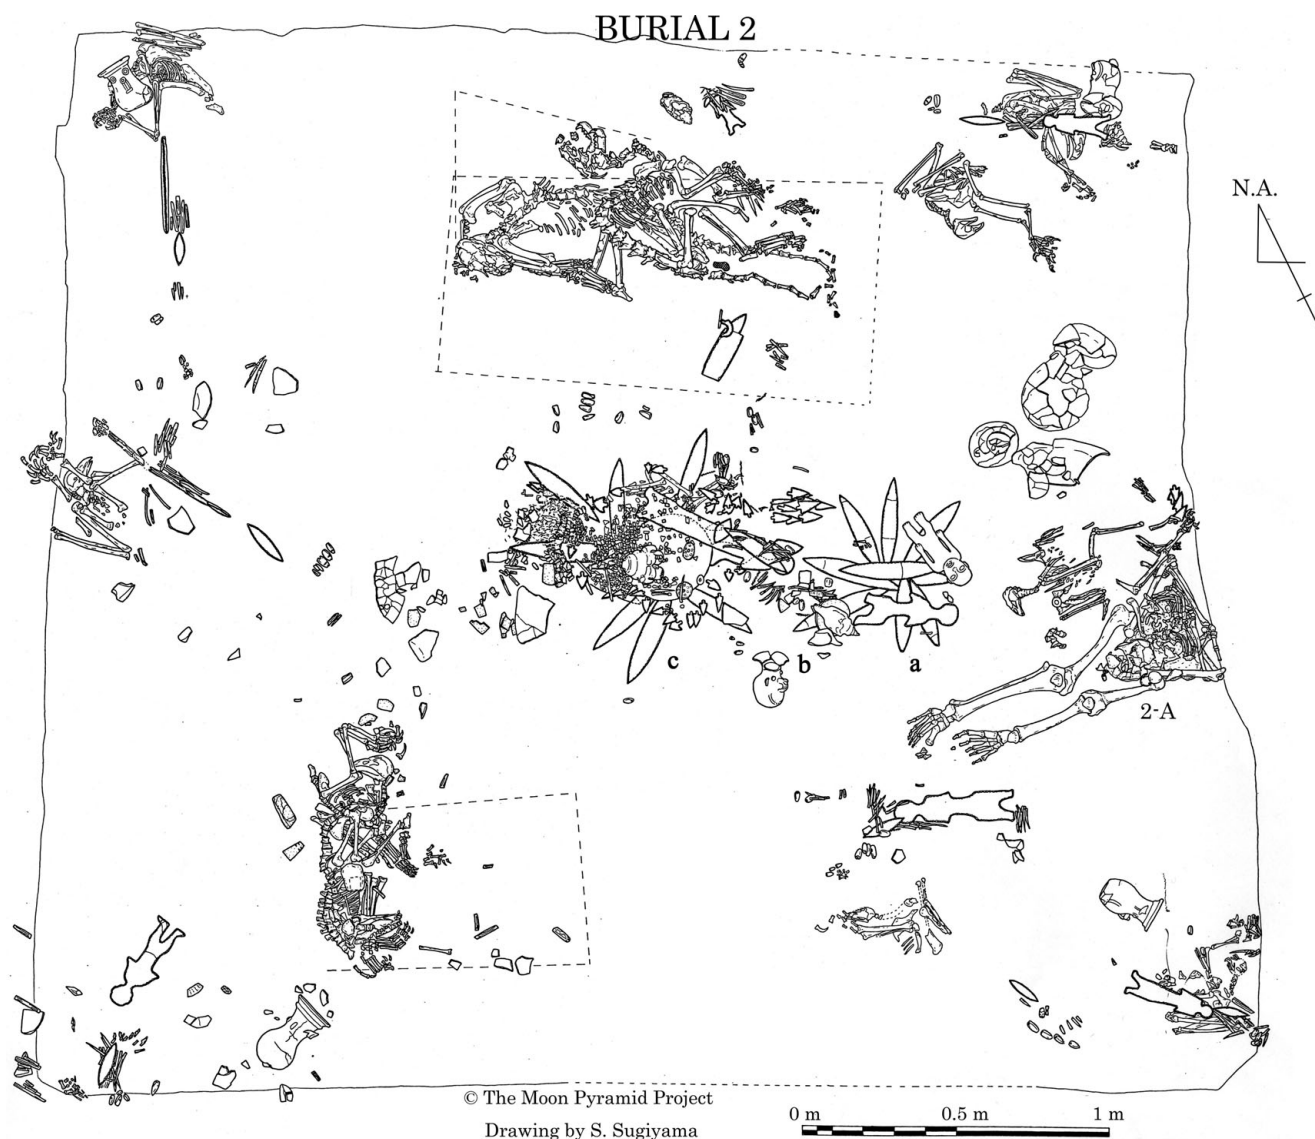 BURIAL 2
N.A.
c
b
a
2-A
© The Moon Pyramid Project
Drawing by S. Sugiyama
0 m 0.5 m 1 m